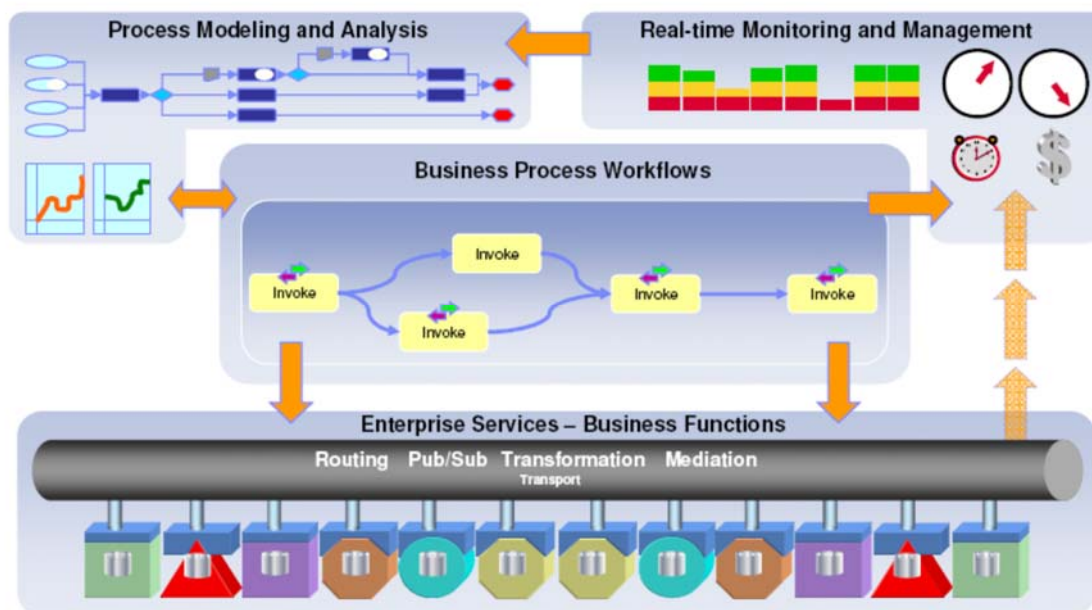 Process Modeling and Analysis
Real-time Monitoring and Management
$
Business Process Workflows
Invoke
Invoke
Invoke
Invoke
Invoke
Enterprise Services – Business Functions
Routing Pub/Sub Transformation Mediation
Transport